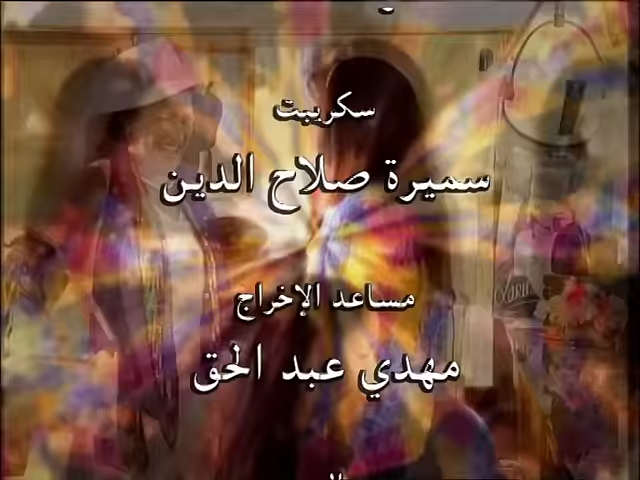 سكريبت
سميرة صلاح الدين
مساعد الإخراج
مهدي عبد الحق